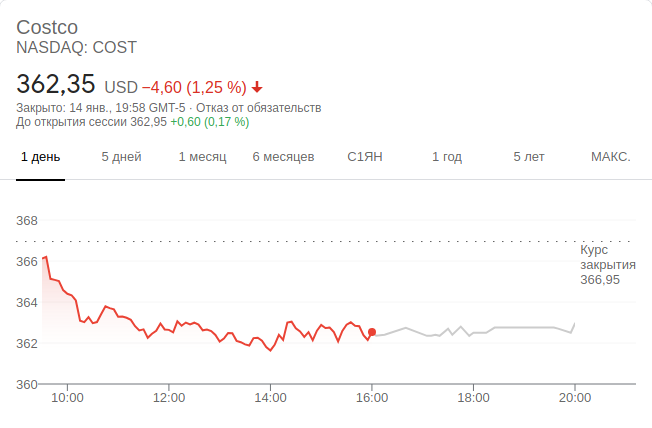 Costco
NASDAQ: COST
362,35 USD −4,60 (1,25 %)
Закрыто: 14 янв., 19:58 GMT-5 · Отказ от обязательств
До открытия сессии 362,95 +0,60 (0,17 %)
1 день 5 дней 1 месяц 6 месяцев С1ЯН 1 год 5 лет МАКС.
368
Курс
закрытия
366,95
366
364
362
360
10:00 12:00 14:00 16:00 18:00 20:00